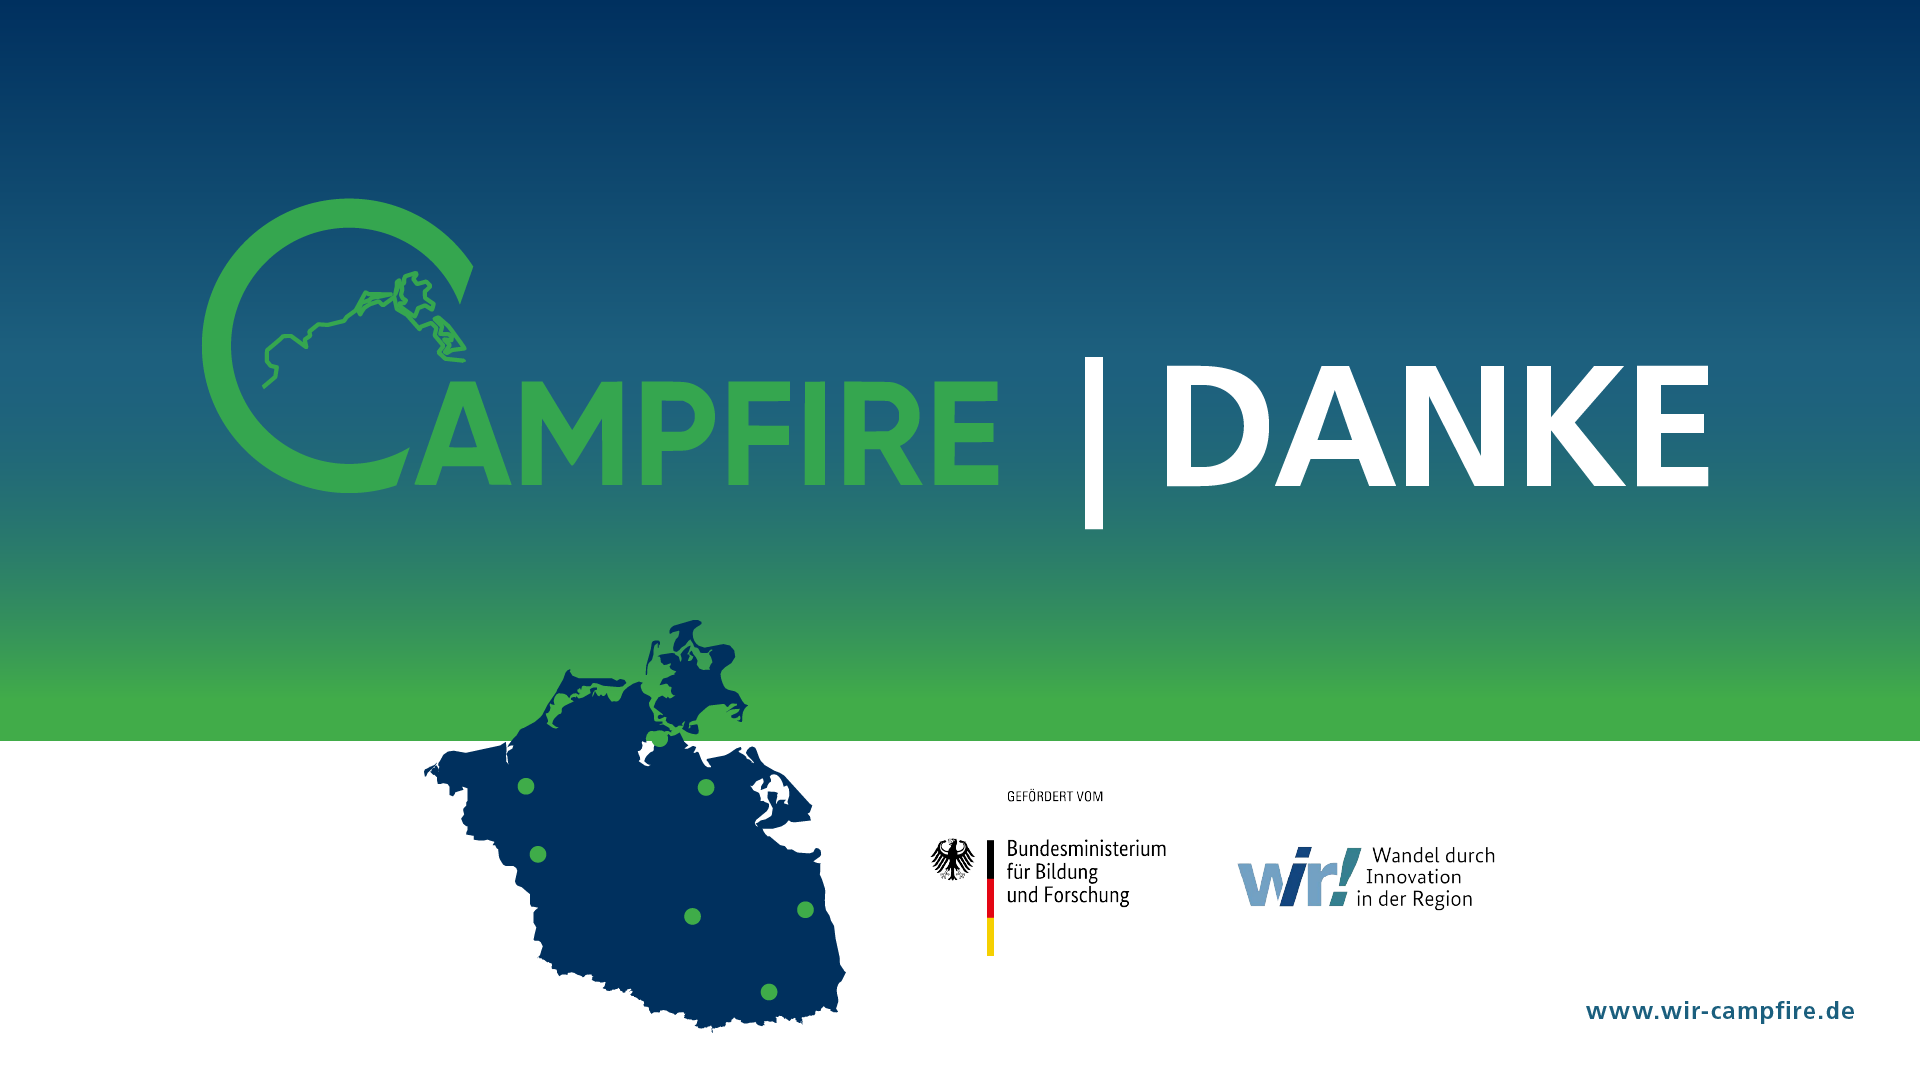 CAMPFIRE | DANKE
GEFÖRDERT VOM
Bundesministerium
für Bildung
und Forschung
wir!
Wandel durch
Innovation
in der Region
www.wir-campfire.de